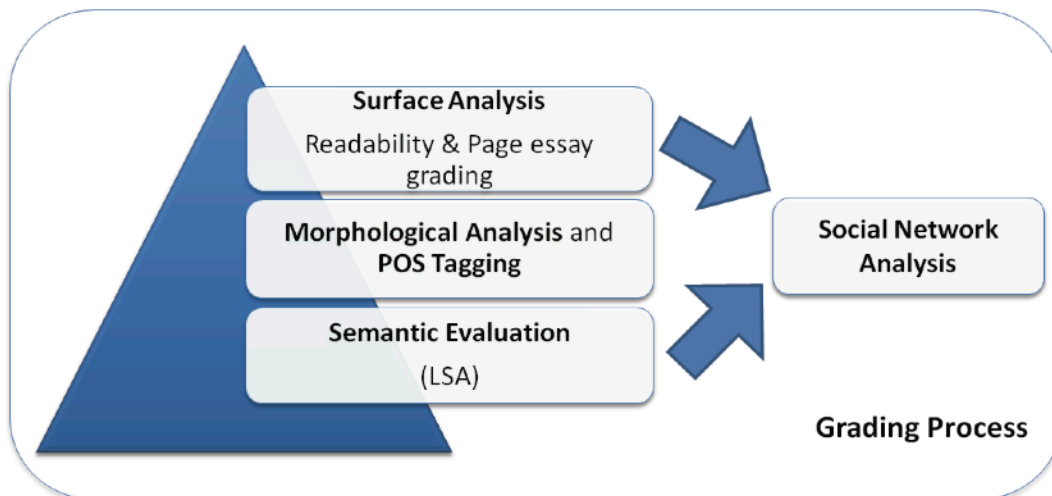 Surface Analysis
Readability & Page essay
grading
Morphological Analysis and
POS Tagging
Semantic Evaluation
(LSA)
Social Network
Analysis
Grading Process